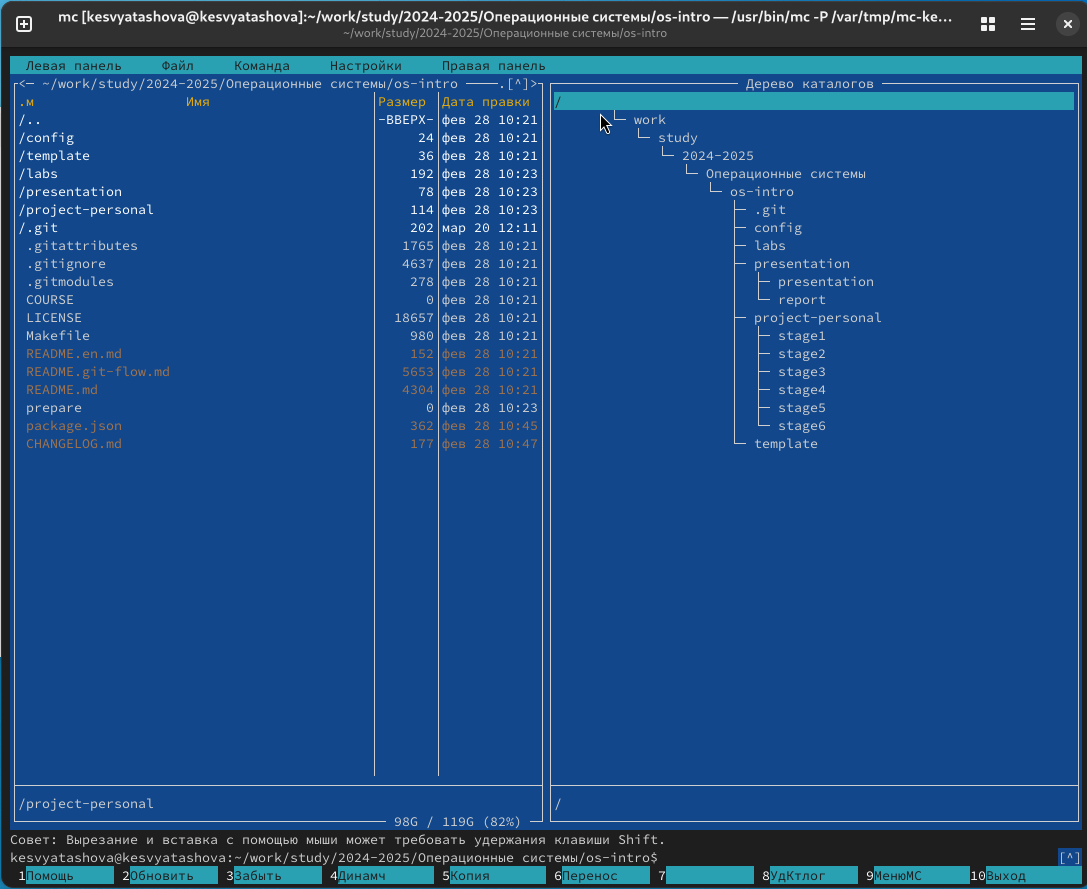 mc [kesvyatashova@kesvyatashova]:~/work/study/2024-2025/Операционные системы/os-intro — /usr/bin/mc -P /var/tmp/mc-ke…
~/work/study/2024-2025/Операционные системы/os-intro
Левая панель Файл Команда Настройки Правая панель
<— ~/work/study/2024-2025/Операционные системы/os-intro .[^]>
.м Имя Размер Дата правки
/.. -ВВЕРХ- фев 28 10:21
/config 24 фев 28 10:21
/template 36 фев 28 10:21
/labs 192 фев 28 10:23
/presentation 78 фев 28 10:23
/project-personal 114 фев 28 10:23
/.git 202 мар 20 12:11
.gitattributes 1765 фев 28 10:21
.gitignore 4637 фев 28 10:21
.gitmodules 278 фев 28 10:21
COURSE 0 фев 28 10:21
LICENSE 18657 фев 28 10:21
Makefile 980 фев 28 10:21
README.en.md 152 фев 28 10:21
README.git-flow.md 5653 фев 28 10:21
README.md 4304 фев 28 10:21
prepare 0 фев 28 10:23
package.json 362 фев 28 10:45
CHANGELOG.md 177 фев 28 10:47
/project-personal
98G / 119G (82%)
Дерево каталогов
/
work
study
2024-2025
Операционные системы
os-intro
.git
config
labs
presentation
presentation
report
project-personal
stage1
stage2
stage3
stage4
stage5
stage6
template
/
Совет: Вырезание и вставка с помощью мыши может требовать удержания клавиши Shift.
kesvyatashova@kesvyatashova:~/work/study/2024-2025/Операционные системы/os-intro$ [^]
1Помощь 2Обновить 3Забыть 4Динамч 5Копия 6Перенос 7 8УдКтлог 9МенюMC 10Выход